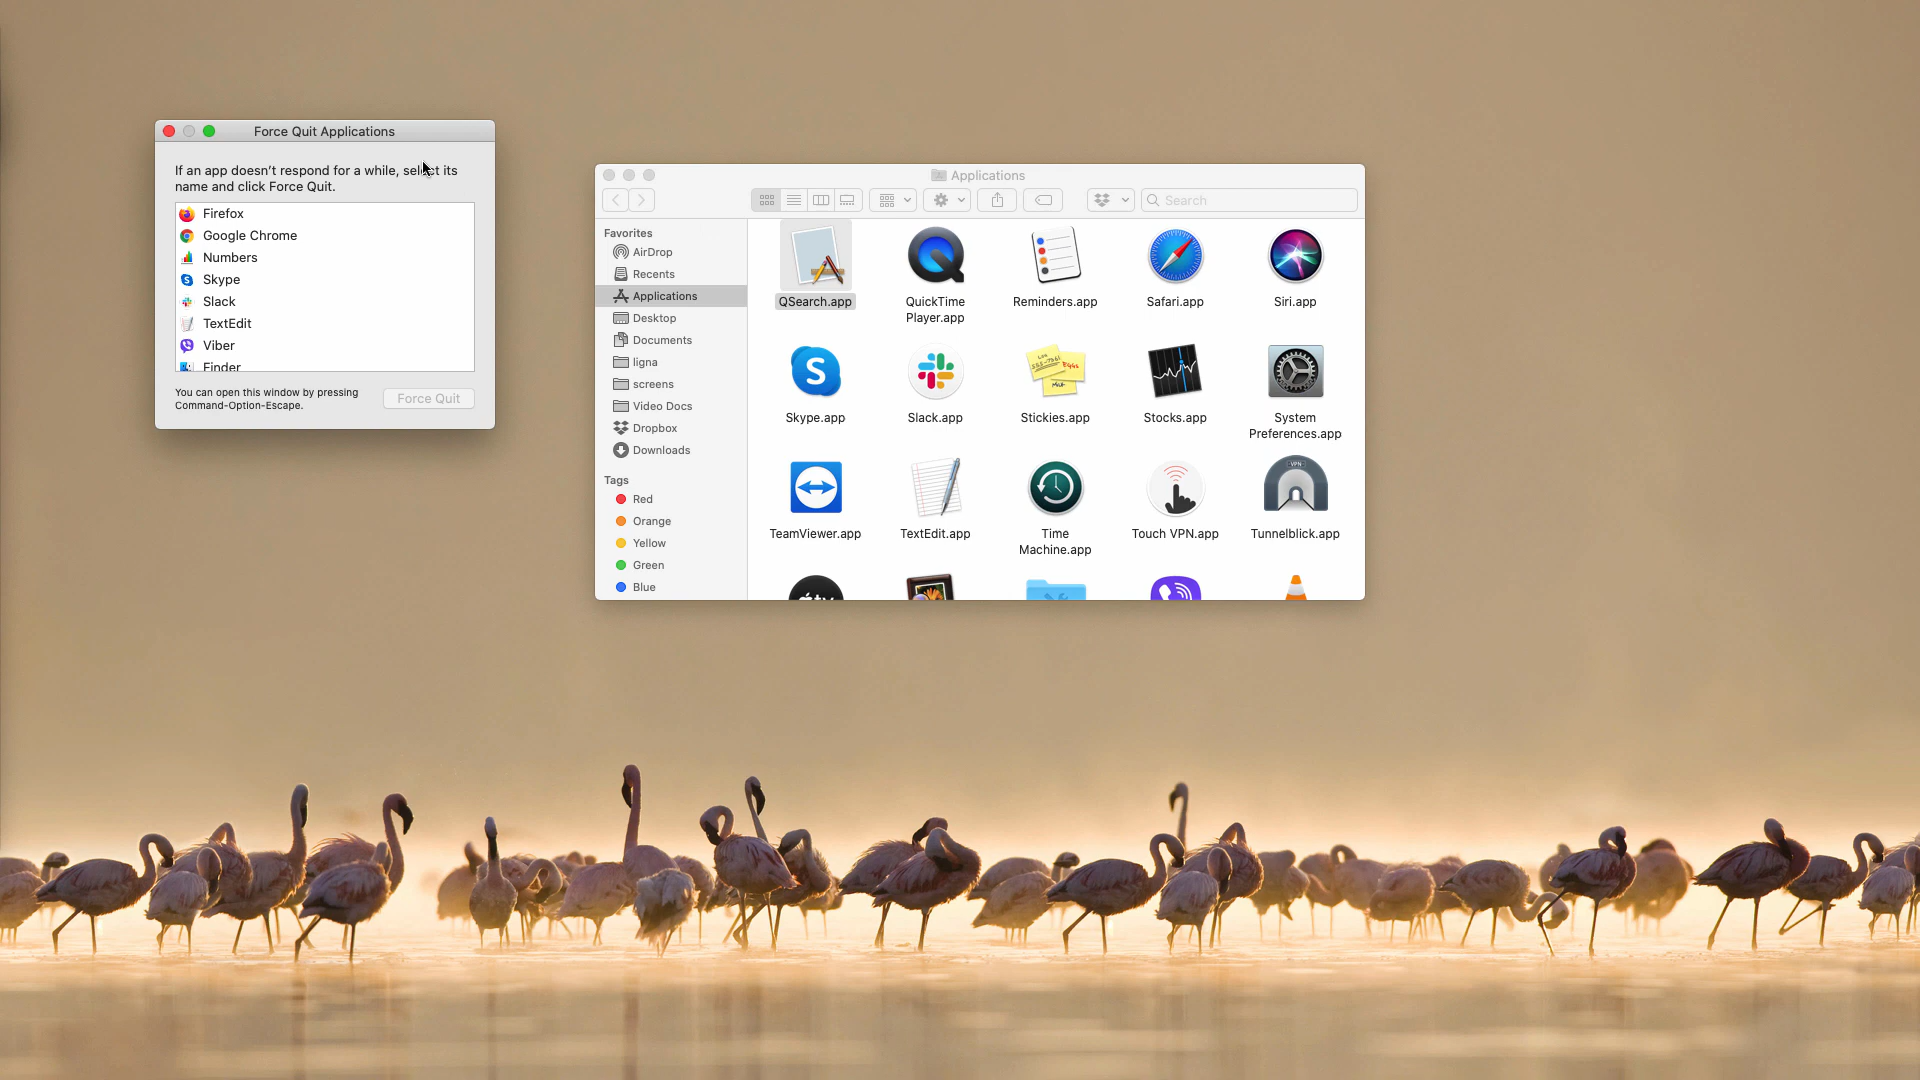 Force Quit Applications
If an app doesn't respond for a while, select its
name and click Force Quit.
Firefox
Google Chrome
Numbers
Skype
Slack
TextEdit
Viber
Finder
You can open this window by pressing
Command-Option-Escape.
Force Quit
Applications
Search
Favorites
AirDrop
Recents
Applications
Desktop
Documents
ligna
screens
Video Docs
Dropbox
Downloads
Tags
Red
Orange
Yellow
Green
Blue
QSearch.app
QuickTime
Player.app
Reminders.app
Safari.app
Siri.app
Skype.app
Slack.app
Stickies.app
Stocks.app
System
Preferences.app
VPN
TeamViewer.app
TextEdit.app
Time
Machine.app
Touch VPN.app
Tunnelblick.app